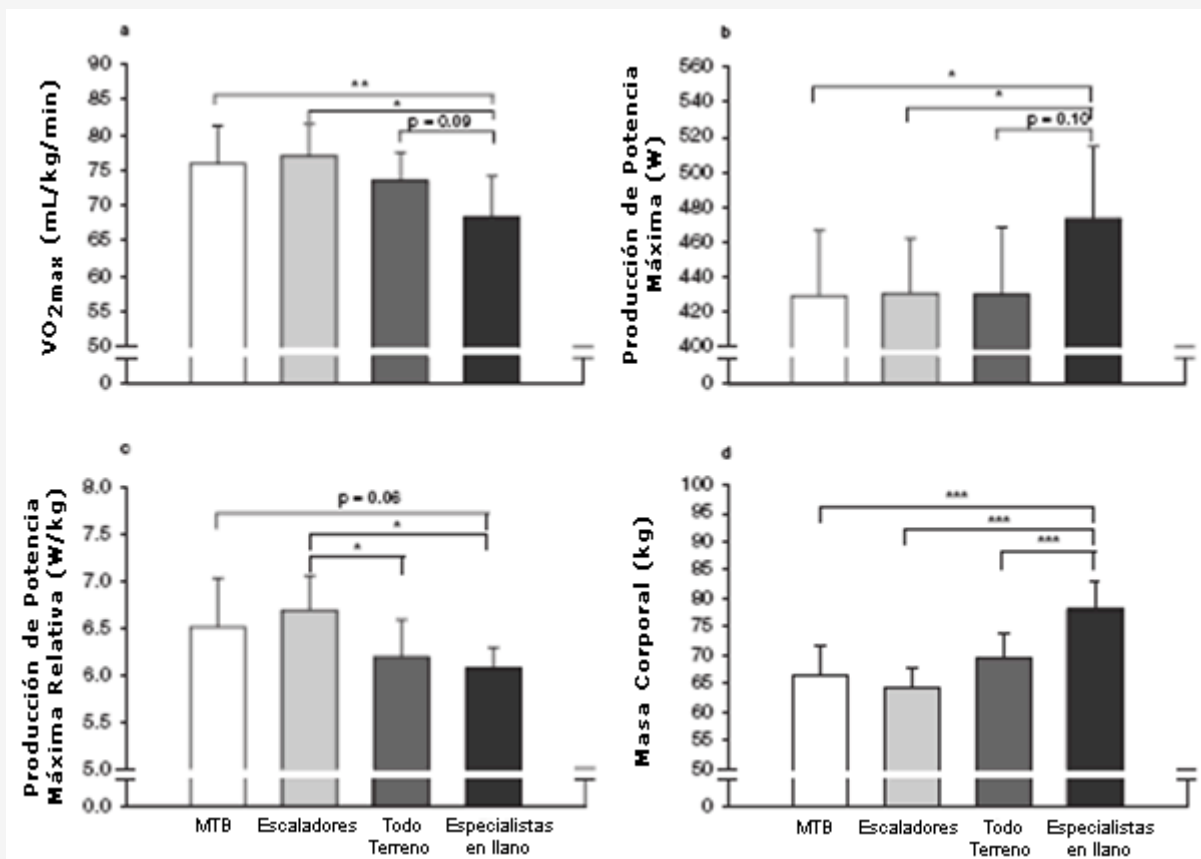 a
VO2max (mL/kg/min)
90
85
80
75
70
65
60
55
50
0
**
*
p = 0.09
b
Producción de Potencia
Máxima (W)
560
560
540
520
500
480
460
440
420
400
0
*
*
p = 0.10
c
Producción de Potencia
Máxima Relativa (W/kg)
8.0
7.5
7.0
6.5
6.0
5.5
5.0
0.0
p = 0.06
*
*
MTB
Escaladores
Todo
Terreno
Especialistas
en llano
d
Masa Corporal (kg)
100
95
90
85
80
75
70
65
60
55
50
0
***
***
***
MTB
Escaladores
Todo
Terreno
Especialistas
en llano